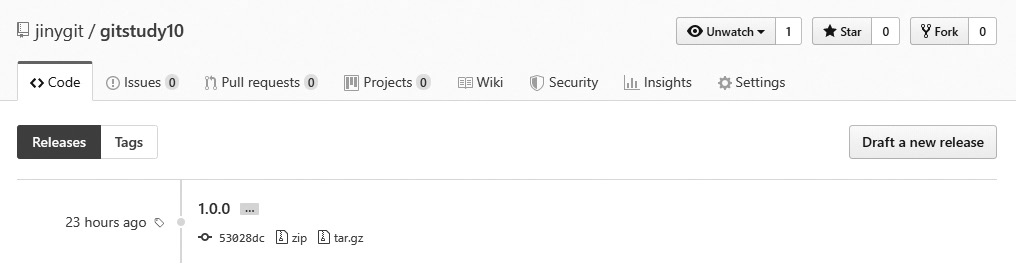 jinygit / gitstudy10 Unwatch 1 Star 0 Fork 0
Code Issues 0 Pull requests 0 Projects 0 Wiki Security Insights Settings
Releases Tags Draft a new release
1.0.0 ...
23 hours ago
53028dc zip tar.gz